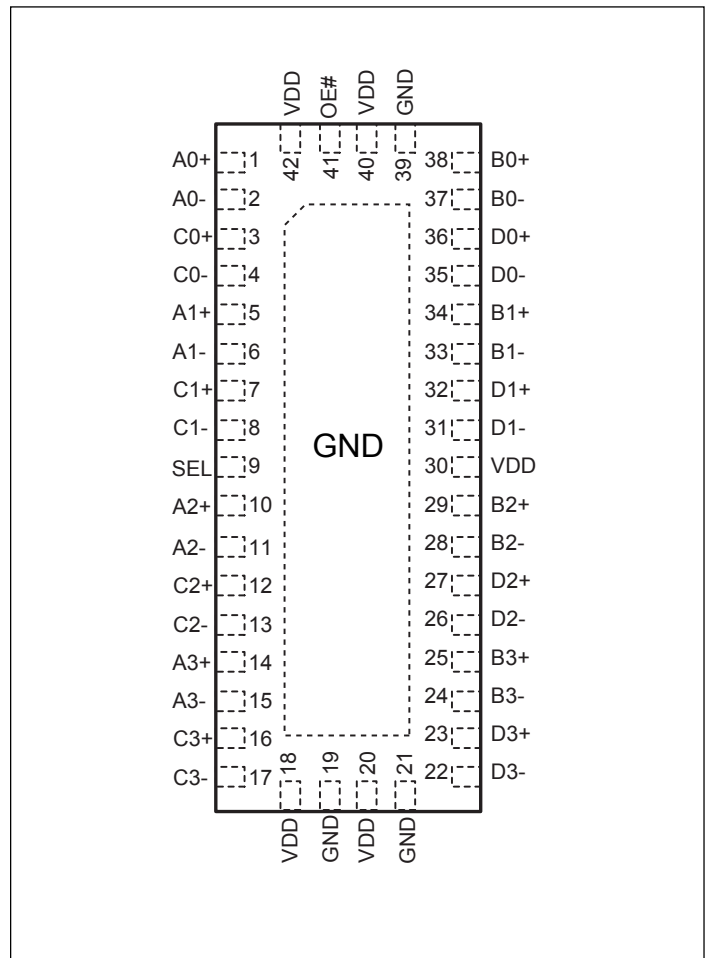 VDD OE# VDD GND
42 41 40 39
A0+ 1 38 B0+
A0- 2 37 B0-
C0+ 3 36 D0+
C0- 4 35 D0-
A1+ 5 34 B1+
A1- 6 33 B1-
C1+ 7 32 D1+
C1- 8 31 D1-
GND
SEL 9 30 VDD
A2+ 10 29 B2+
A2- 11 28 B2-
C2+ 12 27 D2+
C2- 13 26 D2-
A3+ 14 25 B3+
A3- 15 24 B3-
C3+ 16 23 D3+
C3- 17 22 D3-
18 19 20 21
VDD GND VDD GND